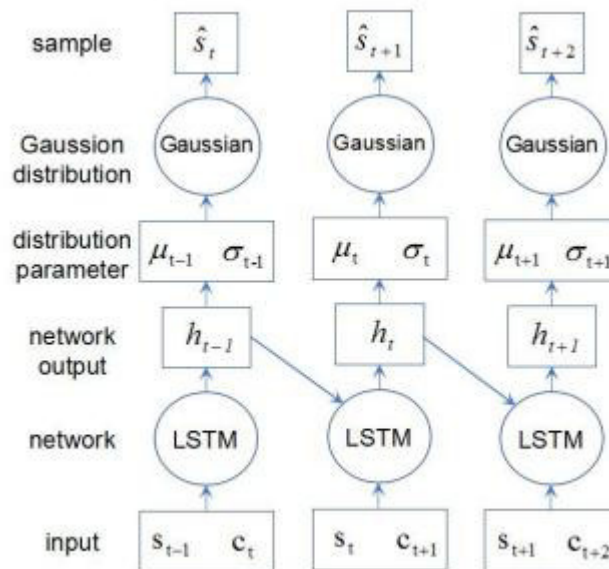 sample ŝ_t ŝ_{t+1} ŝ_{t+2}
Gaussion distribution Gaussian Gaussian Gaussian
distribution parameter μ_{t-1} σ_{t-1} μ_t σ_t μ_{t+1} σ_{t+1}
network output h_{t-1} h_t h_{t+1}
network LSTM LSTM LSTM
input s_{t-1} c_t s_t c_{t+1} s_{t+1} c_{t+2}